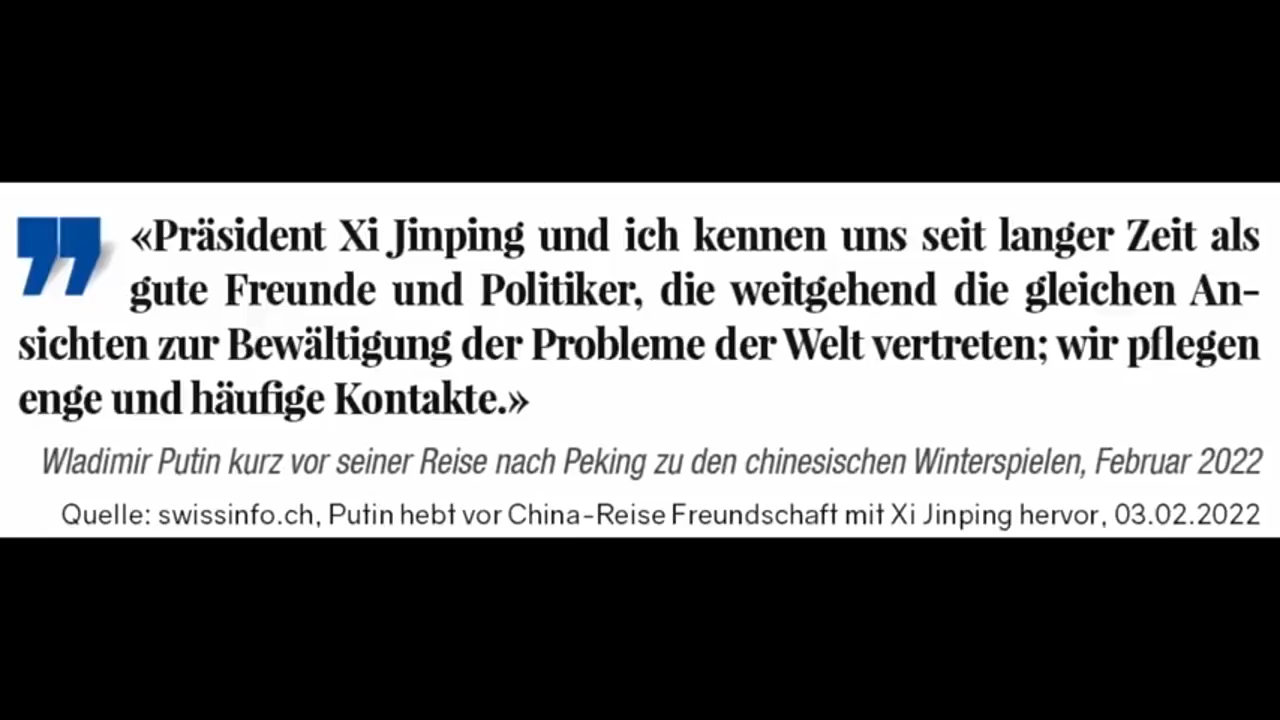 «Präsident Xi Jinping und ich kennen uns seit langer Zeit als
gute Freunde und Politiker, die weitgehend die gleichen An-
sichten zur Bewältigung der Probleme der Welt vertreten; wir pflegen
enge und häufige Kontakte.»
Wladimir Putin kurz vor seiner Reise nach Peking zu den chinesischen Winterspielen, Februar 2022
Quelle: swissinfo.ch, Putin hebt vor China-Reise Freundschaft mit Xi Jinping hervor, 03.02.2022